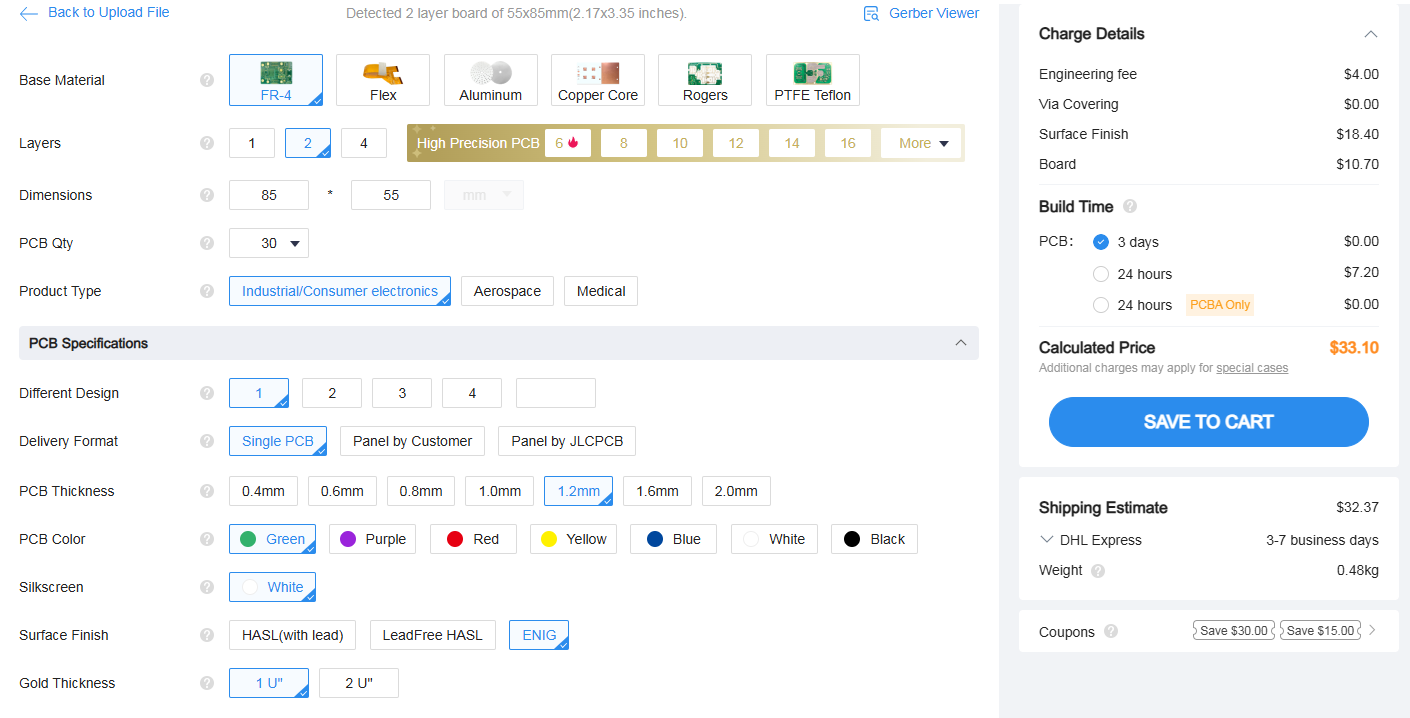 Back to Upload File Detected 2 layer board of 55x85mm(2.17x3.35 inches). Gerber Viewer
Base Material ? FR-4 Flex Aluminum Copper Core Rogers PTFE Teflon
Layers ? 1 2 4 High Precision PCB 6 8 10 12 14 16 More
Dimensions ? 85 * 55 mm
PCB Qty ? 30
Product Type ? Industrial/Consumer electronics Aerospace Medical
PCB Specifications
Different Design ? 1 2 3 4
Delivery Format ? Single PCB Panel by Customer Panel by JLCPCB
PCB Thickness ? 0.4mm 0.6mm 0.8mm 1.0mm 1.2mm 1.6mm 2.0mm
PCB Color ? Green Purple Red Yellow Blue White Black
Silkscreen ? White
Surface Finish ? HASL(with lead) LeadFree HASL ENIG
Gold Thickness ? 1 U" 2 U"
Charge Details
Engineering fee $4.00
Via Covering $0.00
Surface Finish $18.40
Board $10.70
Build Time ?
PCB: 3 days $0.00
24 hours $7.20
24 hours PCBA Only $0.00
Calculated Price $33.10
Additional charges may apply for special cases
SAVE TO CART
Shipping Estimate $32.37
DHL Express 3-7 business days
Weight ? 0.48kg
Coupons ? Save $30.00 Save $15.00